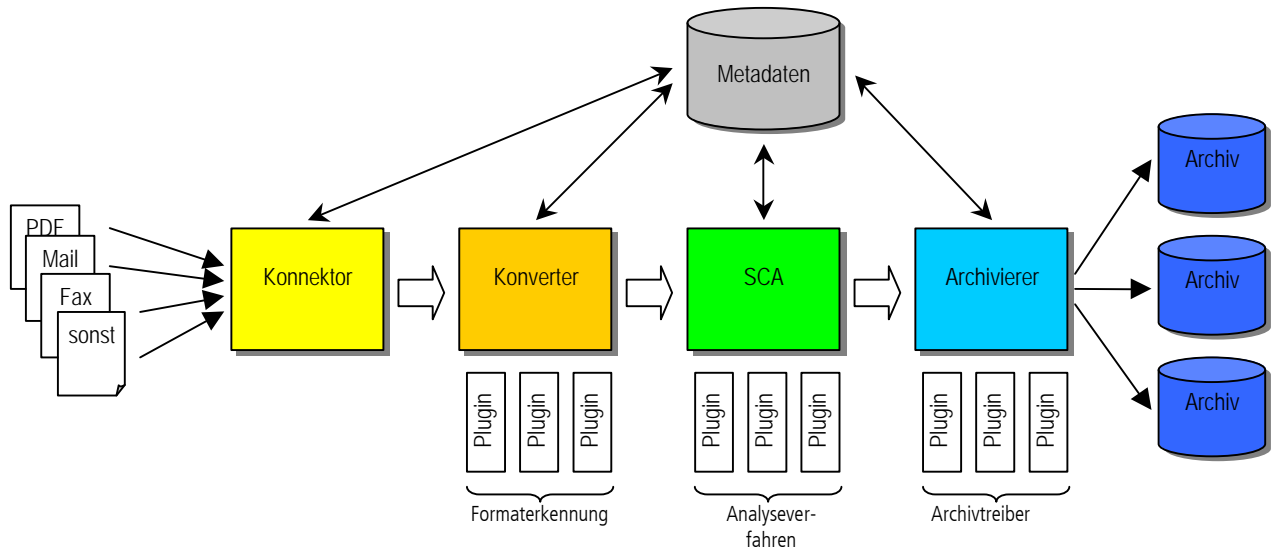 Metadaten
Archiv
PDF
Mail
Fax
sonst
Konnektor
Konverter
SCA
Archivierer
Archiv
Archiv
Plugin
Plugin
Plugin
Plugin
Plugin
Plugin
Plugin
Plugin
Plugin
Formaterkennung
Analysever-
fahren
Archivtreiber